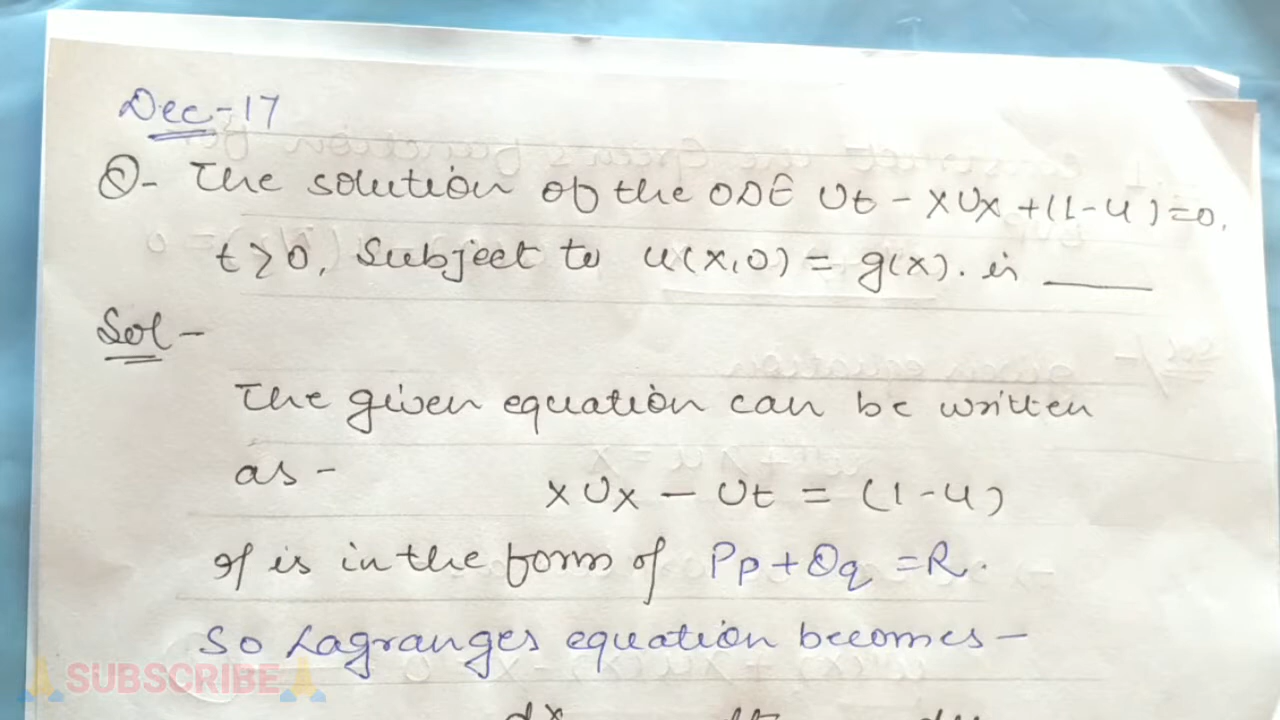 Dec-17
Q- The solution of the ODE Ut - XUx + (1-u) = 0,
t > 0, Subject to u(x,0) = g(x). is ____
Sol -
The given equation can be written
as -
x Ux - Ut = (1-u)
If is in the form of Pp + Qq = R.
So Lagranges equation becomes -
🙏SUBSCRIBE🙏